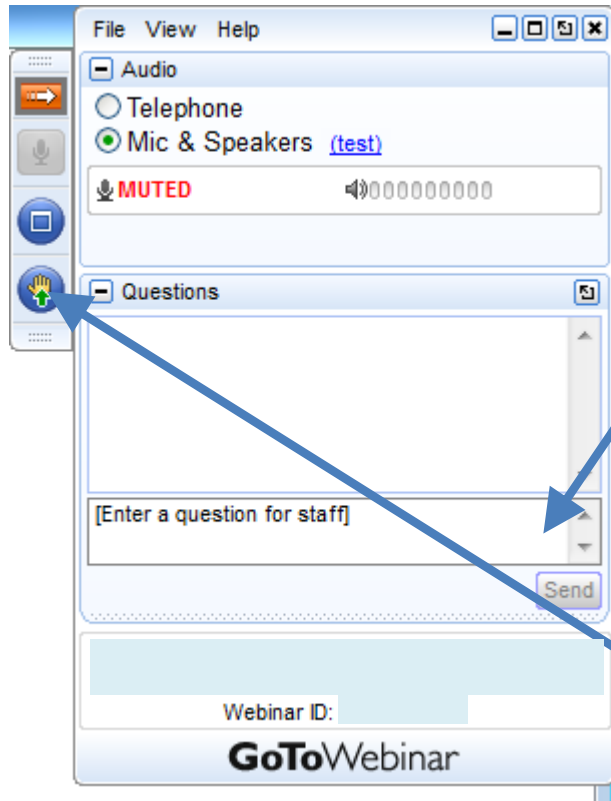 File View Help
Audio
Telephone
Mic & Speakers (test)
MUTED 000000000
Questions
[Enter a question for staff]
Send
Webinar ID:
GoToWebinar